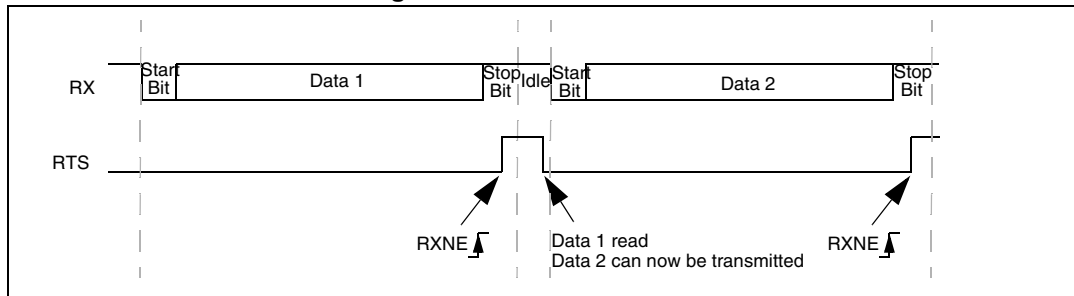 RX
Start
Bit
Data 1
Stop
Bit
Idle
Start
Bit
Data 2
Stop
Bit
RTS
RXNE
Data 1 read
Data 2 can now be transmitted
RXNE